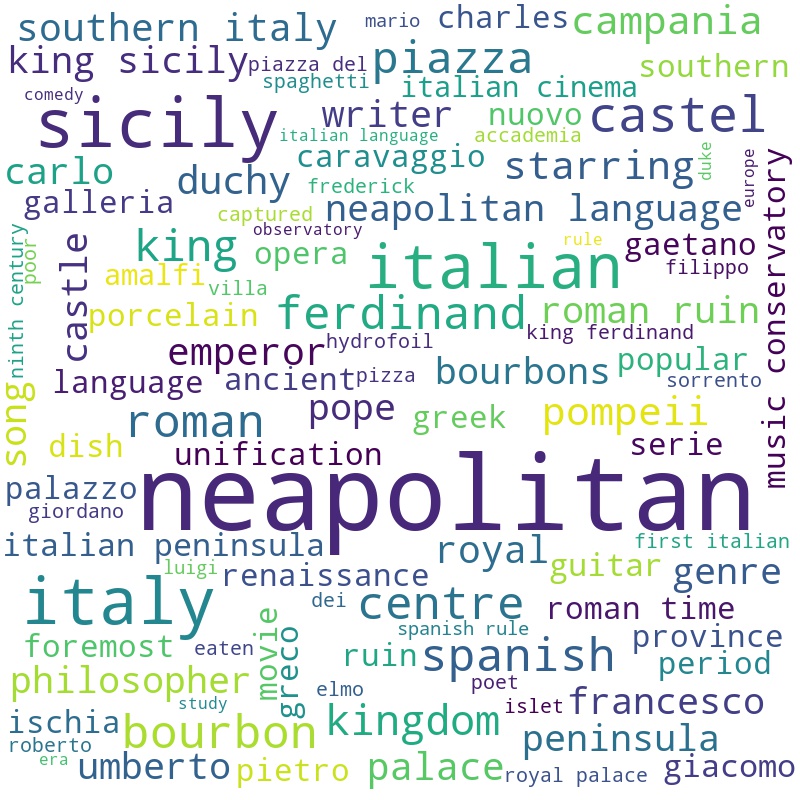 southern italy
mario
charles
campania
king sicily
piazza del
piazza
southern
comedy
spaghetti
italian cinema
sicily
writer
nuovo
castel
italian language
accademia
carlo
duchy
caravaggio
starring
duke
europe
galleria
frederick
neapolitan language
captured
observatory
king
opera
italian
rule
gaetano
filippo
music conservatory
ninth century
poor
castle
amalfi
villa
porcelain
ferdinand
roman ruin
king ferdinand
emperor
hydrofoil
popular
language
ancient
pizza
bourbons
sorrento
song
roman
pope
greek
pompeii
dish
unification
serie
palazzo
neapolitan
giordano
italian peninsula
royal
first italian
luigi
renaissance
guitar
genre
italy
dei
centre
roman time
movie
greco
spanish rule
province
foremost
eaten
ruin
spanish
period
philosopher
elmo
poet
study
islet
francesco
ischia
bourbon
kingdom
peninsula
roberto
era
umberto
pietro
palace
royal palace
giacomo